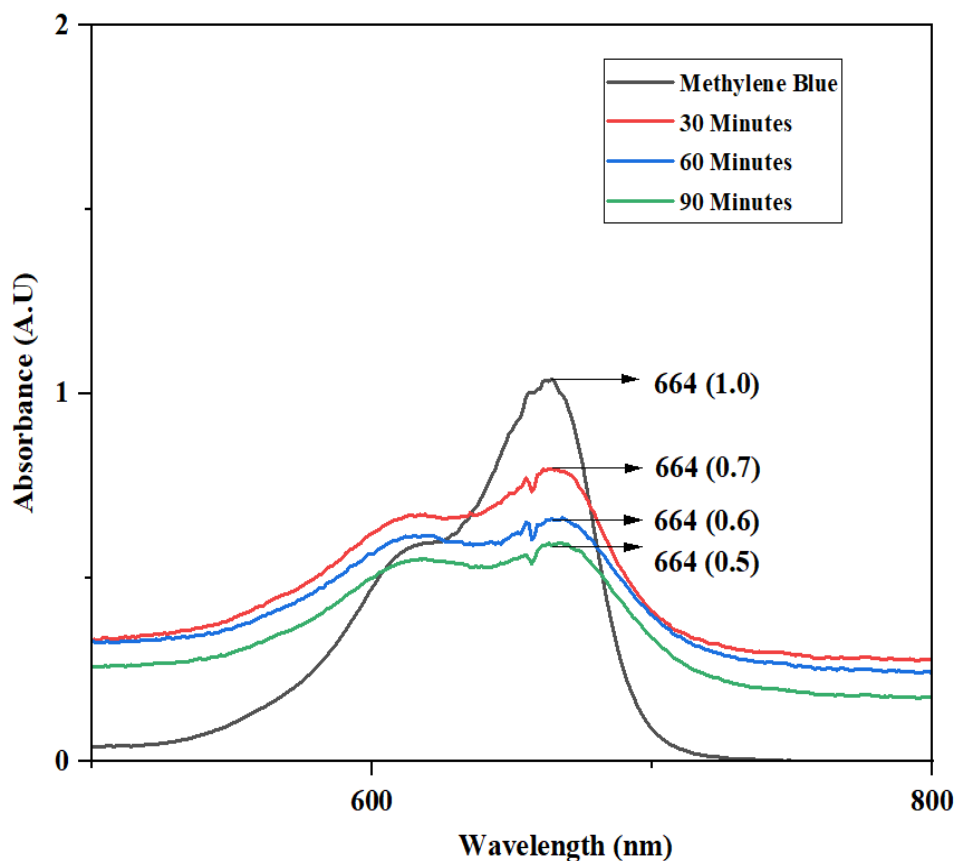 2
Methylene Blue
30 Minutes
60 Minutes
90 Minutes
Absorbance (A.U)
1
664 (1.0)
664 (0.7)
664 (0.6)
664 (0.5)
0
600
800
Wavelength (nm)